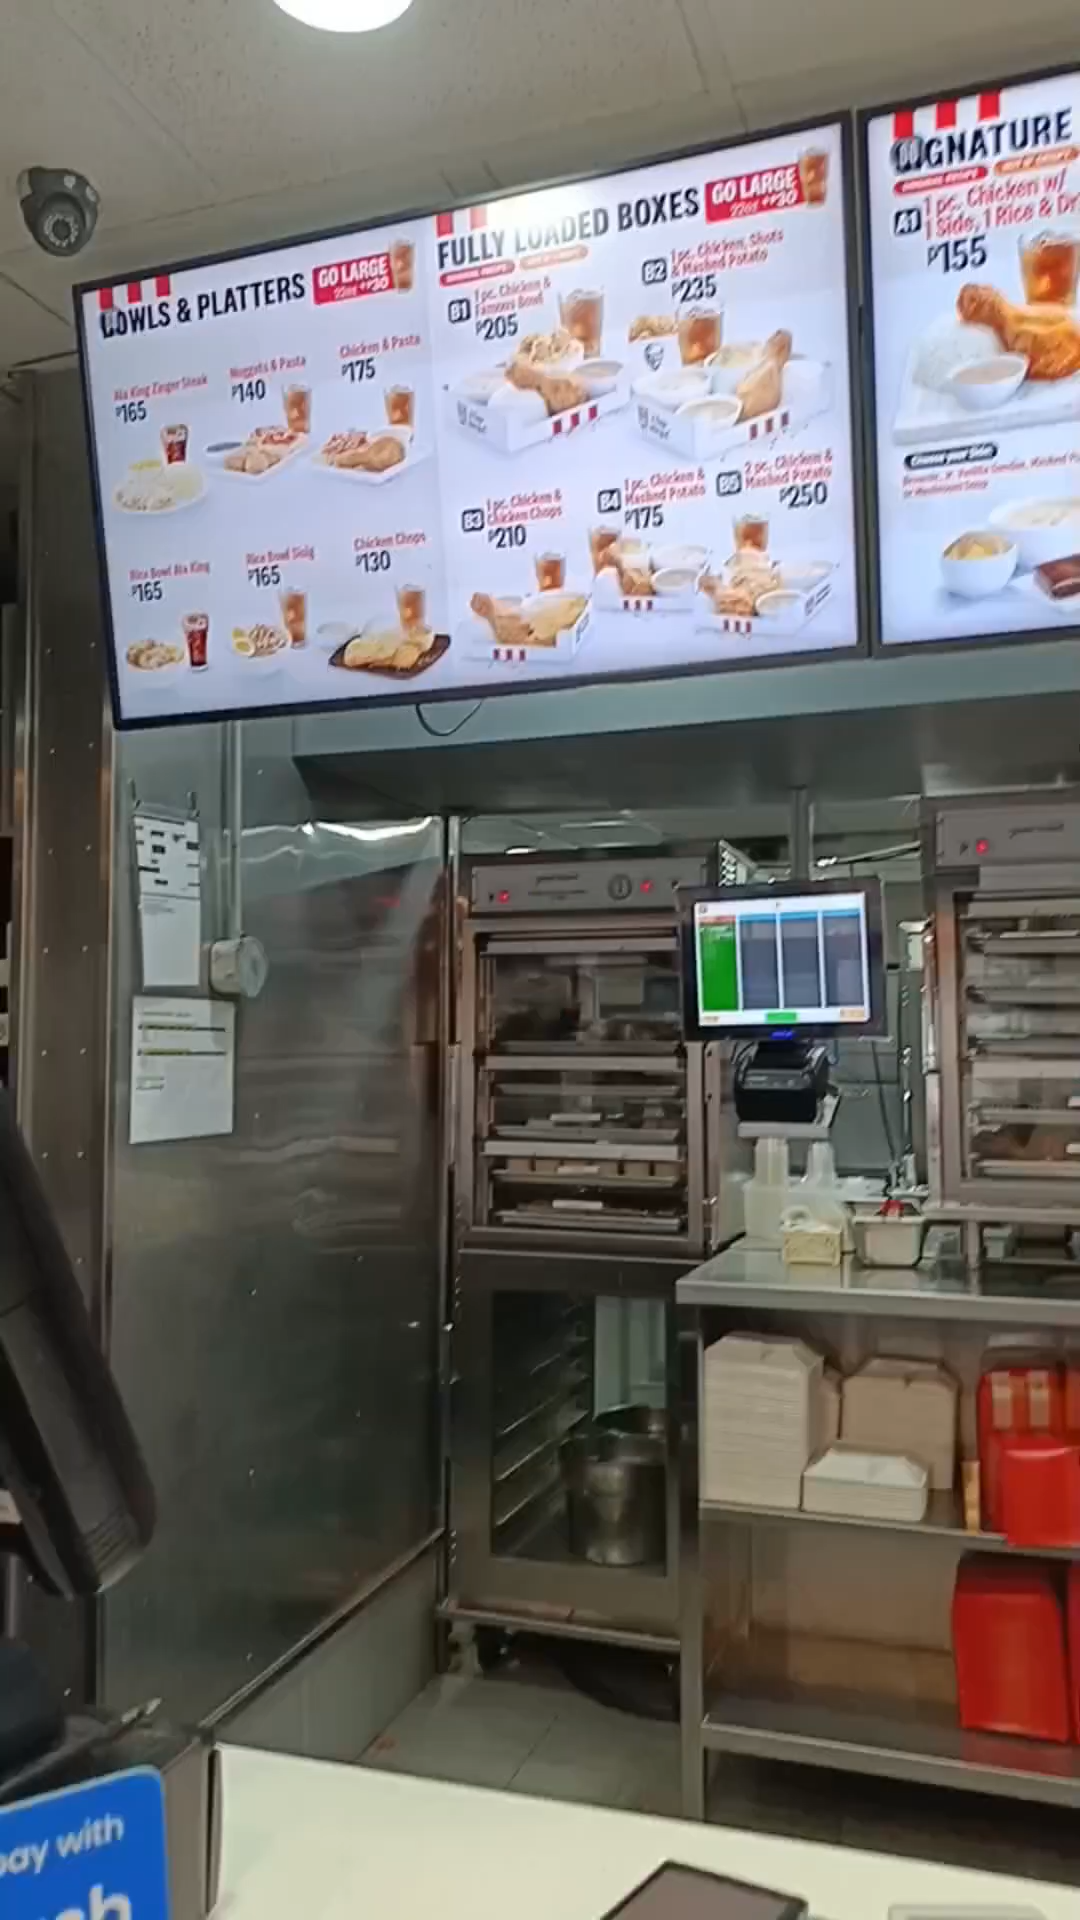 BOWLS & PLATTERS
GO LARGE
22oz +₱30
Ala King Zinger Steak
₱165
Nuggets & Pasta
₱140
Chicken & Pasta
₱175
Rice Bowl Ala King
₱165
Rice Bowl Sisig
₱165
Chicken Chops
₱130
FULLY LOADED BOXES
GO LARGE
22oz +₱30
B1
1 pc. Chicken &
Famous Bowl
₱205
B2
1 pc. Chicken, Shots
& Mashed Potato
₱235
B3
1 pc. Chicken &
Chicken Chops
₱210
B4
1 pc. Chicken &
Mashed Potato
₱175
B5
2 pc. Chicken &
Mashed Potato
₱250
SIGNATURE
A1
1 pc. Chicken w/
1 Side, 1 Rice & Dr
₱155
Choose your Side:
pay with
sh